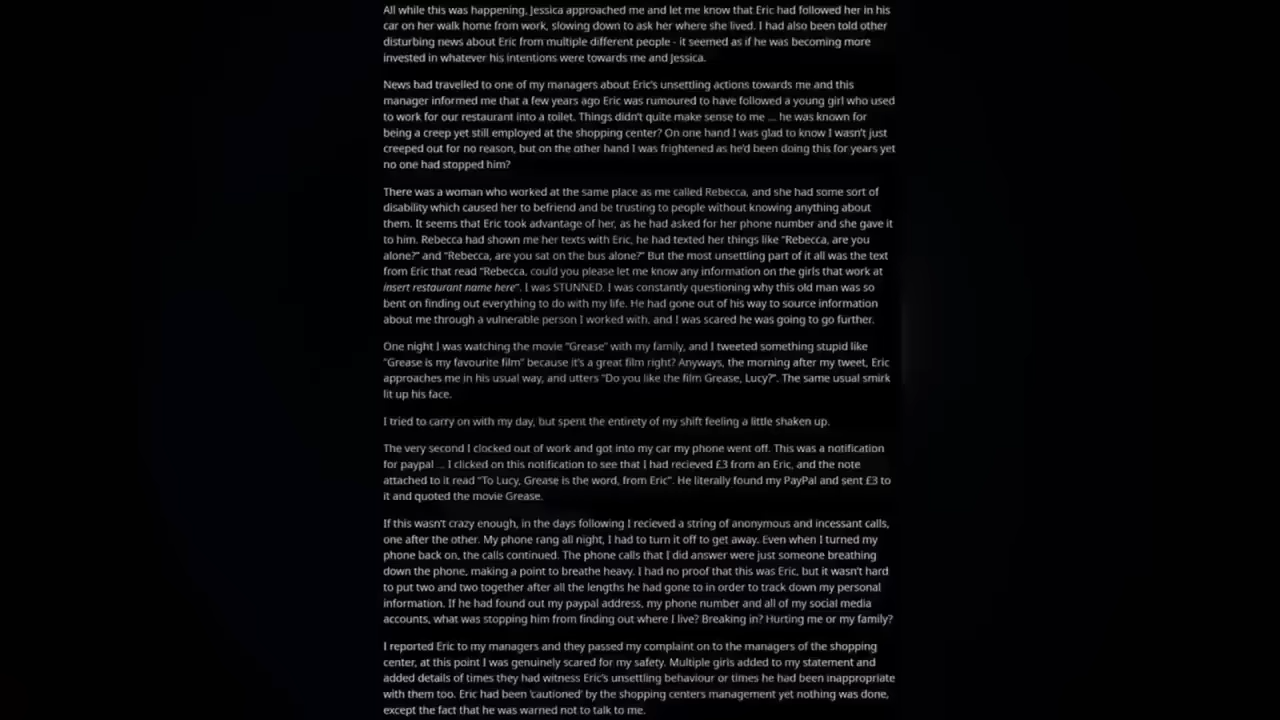 All while this was happening, Jessica approached me and let me know that Eric had followed her in his
car on her walk home from work, slowing down to ask her where she lived. I had also been told other
disturbing news about Eric from multiple different people - it seemed as if he was becoming more
invested in whatever his intentions were towards me and Jessica.
News had travelled to one of my managers about Eric's unsettling actions towards me and this
manager informed me that a few years ago Eric was rumoured to have followed a young girl who used
to work for our restaurant into a toilet. Things didn't quite make sense to me ... he was known for
being a creep yet still employed at the shopping center? On one hand I was glad to know I wasn't just
creeped out for no reason, but on the other hand I was frightened as he'd been doing this for years yet
no one had stopped him?
There was a woman who worked at the same place as me called Rebecca, and she had some sort of
disability which caused her to befriend and be trusting to people without knowing anything about
them. It seems that Eric took advantage of her, as he had asked for her phone number and she gave it
to him. Rebecca had shown me her texts with Eric, he had texted her things like "Rebecca, are you
alone?" and "Rebecca, are you sat on the bus alone?" But the most unsettling part of it all was the text
from Eric that read "Rebecca, could you please let me know any information on the girls that work at
insert restaurant name here". I was STUNNED. I was constantly questioning why this old man was so
bent on finding out everything to do with my life. He had gone out of his way to source information
about me through a vulnerable person I worked with, and I was scared he was going to go further.
One night I was watching the movie "Grease" with my family, and I tweeted something stupid like
"Grease is my favourite film" because it's a great film right? Anyways, the morning after my tweet, Eric
approaches me in his usual way, and utters "Do you like the film Grease, Lucy?". The same usual smirk
lit up his face.
I tried to carry on with my day, but spent the entirety of my shift feeling a little shaken up.
The very second I clocked out of work and got into my car my phone went off. This was a notification
for paypal ... I clicked on this notification to see that I had recieved £3 from an Eric, and the note
attached to it read "To Lucy, Grease is the word, from Eric". He literally found my PayPal and sent £3 to
it and quoted the movie Grease.
If this wasn't crazy enough, in the days following I recieved a string of anonymous and incessant calls,
one after the other. My phone rang all night, I had to turn it off to get away. Even when I turned my
phone back on, the calls continued. The phone calls that I did answer were just someone breathing
down the phone, making a point to breathe heavy. I had no proof that this was Eric, but it wasn't hard
to put two and two together after all the lengths he had gone to in order to track down my personal
information. If he had found out my paypal address, my phone number and all of my social media
accounts, what was stopping him from finding out where I live? Breaking in? Hurting me or my family?
I reported Eric to my managers and they passed my complaint on to the managers of the shopping
center, at this point I was genuinely scared for my safety. Multiple girls added to my statement and
added details of times they had witness Eric's unsettling behaviour or times he had been inappropriate
with them too. Eric had been 'cautioned' by the shopping centers management yet nothing was done,
except the fact that he was warned not to talk to me.